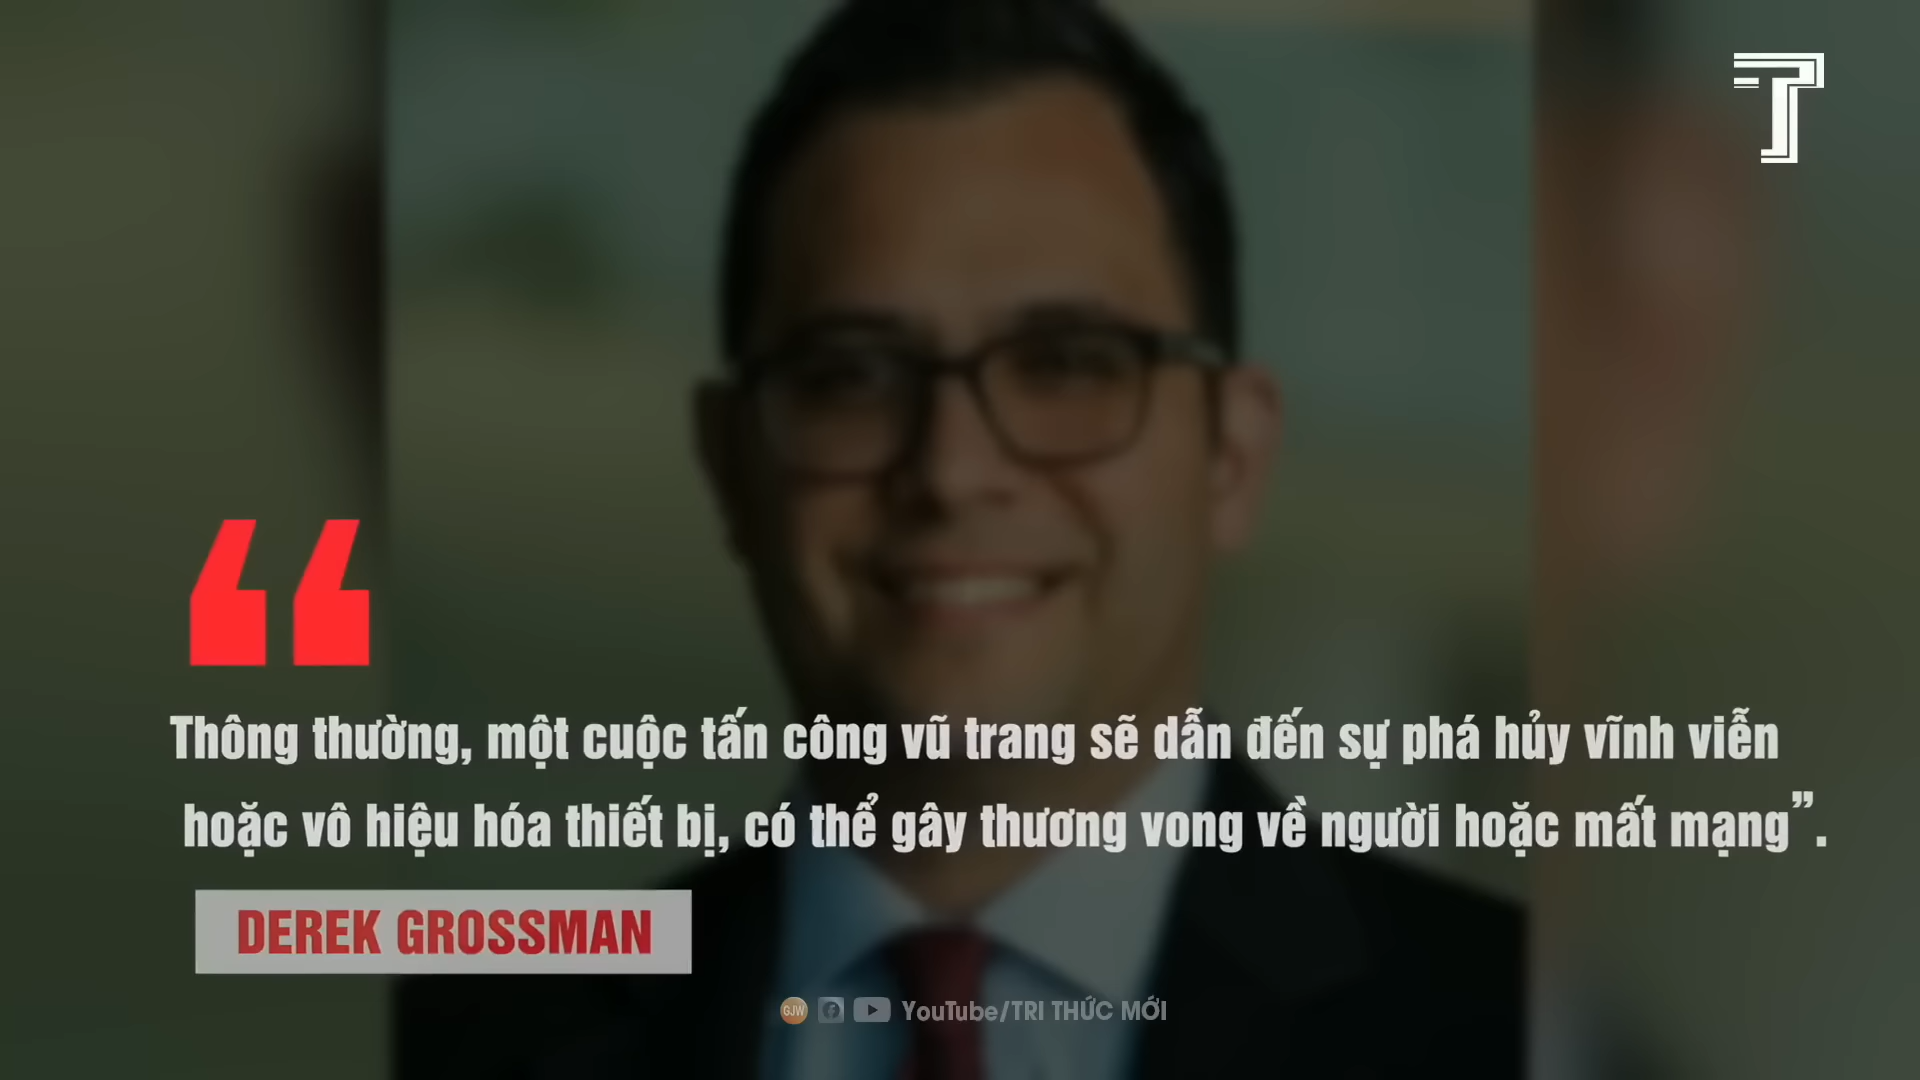 Thông thường, một cuộc tấn công vũ trang sẽ dẫn đến sự phá hủy vĩnh viễn
hoặc vô hiệu hóa thiết bị, có thể gây thương vong về người hoặc mất mạng”.
DEREK GROSSMAN
GJW YouTube/TRI THỨC MỚI